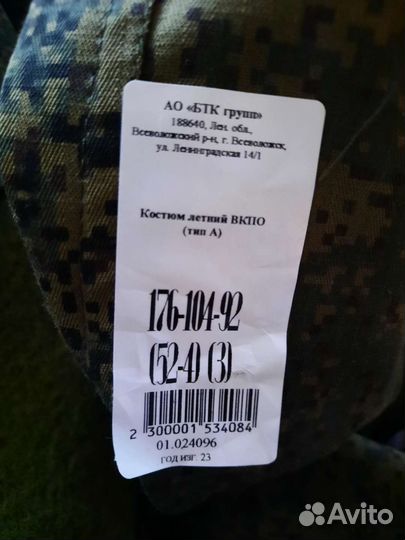 АО «БТК групп»
188640, Лен. обл.,
Всеволожский р-н, г. Всеволожск,
ул. Ленинградская 14/1
Костюм летний ВКПО
(тип А)
176-104-92
(52-4) (3)
2 300001 534084
01.024096
год изг. 23
Avito